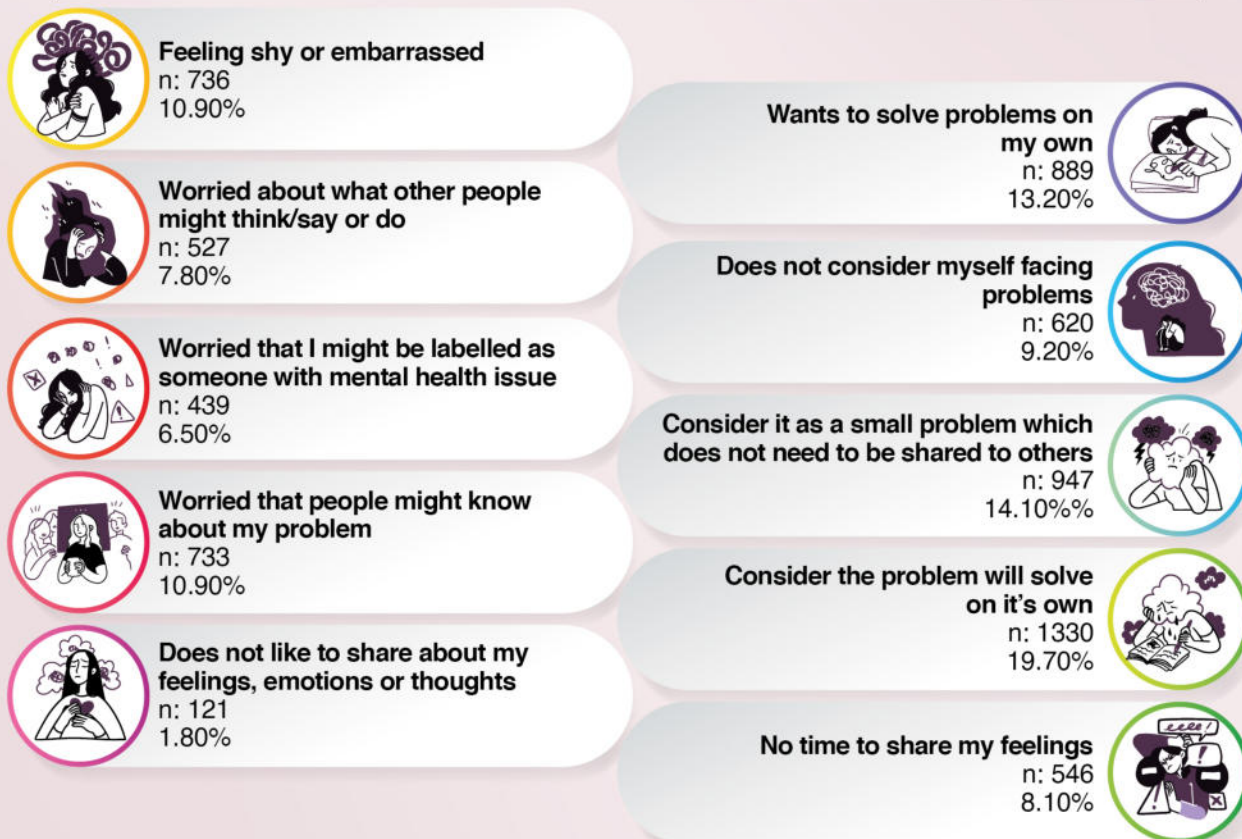 Feeling shy or embarrassed
n: 736
10.90%
Worried about what other people
might think/say or do
n: 527
7.80%
Worried that I might be labelled as
someone with mental health issue
n: 439
6.50%
Worried that people might know
about my problem
n: 733
10.90%
Does not like to share about my
feelings, emotions or thoughts
n: 121
1.80%
Wants to solve problems on
my own
n: 889
13.20%
Does not consider myself facing
problems
n: 620
9.20%
Consider it as a small problem which
does not need to be shared to others
n: 947
14.10%%
Consider the problem will solve
on it's own
n: 1330
19.70%
No time to share my feelings
n: 546
8.10%